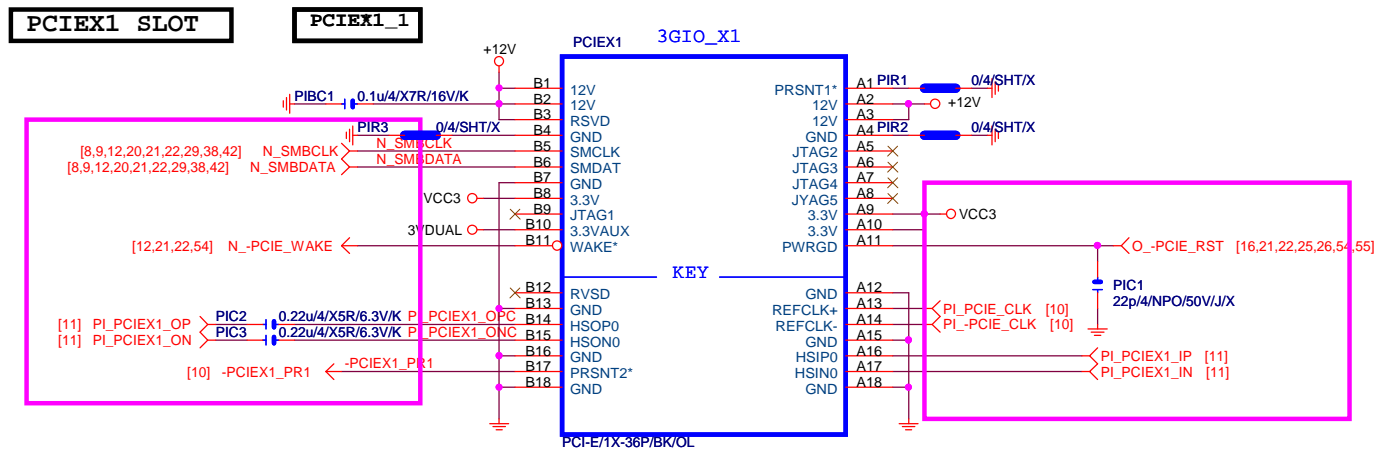 PCIEX1 SLOT
PCIEX1_1
PCIEX1
3GIO_X1
+12V
PIBC1 0.1u/4/X7R/16V/K
B1 12V
B2 12V
B3 RSVD
PIR3 0/4/SHT/X B4 GND
[8,9,12,20,21,22,29,38,42] N_SMBCLK N_SMBCLK B5 SMCLK
[8,9,12,20,21,22,29,38,42] N_SMBDATA N_SMBDATA B6 SMDAT
B7 GND
VCC3 B8 3.3V
B9 JTAG1
3VDUAL B10 3.3VAUX
[12,21,22,54] N_-PCIE_WAKE B11 WAKE*
KEY
B12 RVSD
B13 GND
[11] PI_PCIEX1_OP PIC2 0.22u/4/X5R/6.3V/K PI_PCIEX1_OPC B14 HSOP0
[11] PI_PCIEX1_ON PIC3 0.22u/4/X5R/6.3V/K PI_PCIEX1_ONC B15 HSON0
B16 GND
[10] -PCIEX1_PR1 -PCIEX1_PR1 B17 PRSNT2*
B18 GND
PRSNT1* A1 PIR1 0/4/SHT/X
12V A2 +12V
12V A3
GND A4 PIR2 0/4/SHT/X
JTAG2 A5
JTAG3 A6
JTAG4 A7
JYAG5 A8
3.3V A9 VCC3
3.3V A10
PWRGD A11 O_-PCIE_RST [16,21,22,25,26,54,55]
PIC1
22p/4/NPO/50V/J/X
GND A12
REFCLK+ A13 PI_PCIE_CLK [10]
REFCLK- A14 PI_-PCIE_CLK [10]
GND A15
HSIP0 A16 PI_PCIEX1_IP [11]
HSIN0 A17 PI_PCIEX1_IN [11]
GND A18
PCI-E/1X-36P/BK/OL